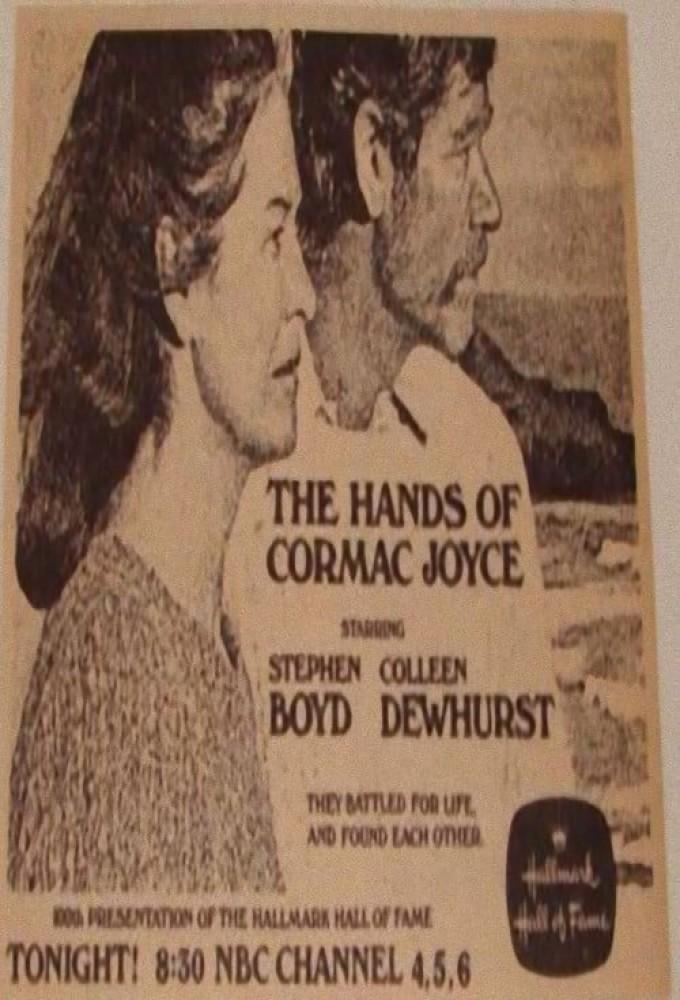 THE HANDS OF
CORMAC JOYCE
STARRING
STEPHEN COLLEEN
BOYD DEWHURST
THEY BATTLED FOR LIFE,
AND FOUND EACH OTHER.
Hallmark
Hall of Fame
100th PRESENTATION OF THE HALLMARK HALL OF FAME
TONIGHT! 8:30 NBC CHANNEL 4,5,6